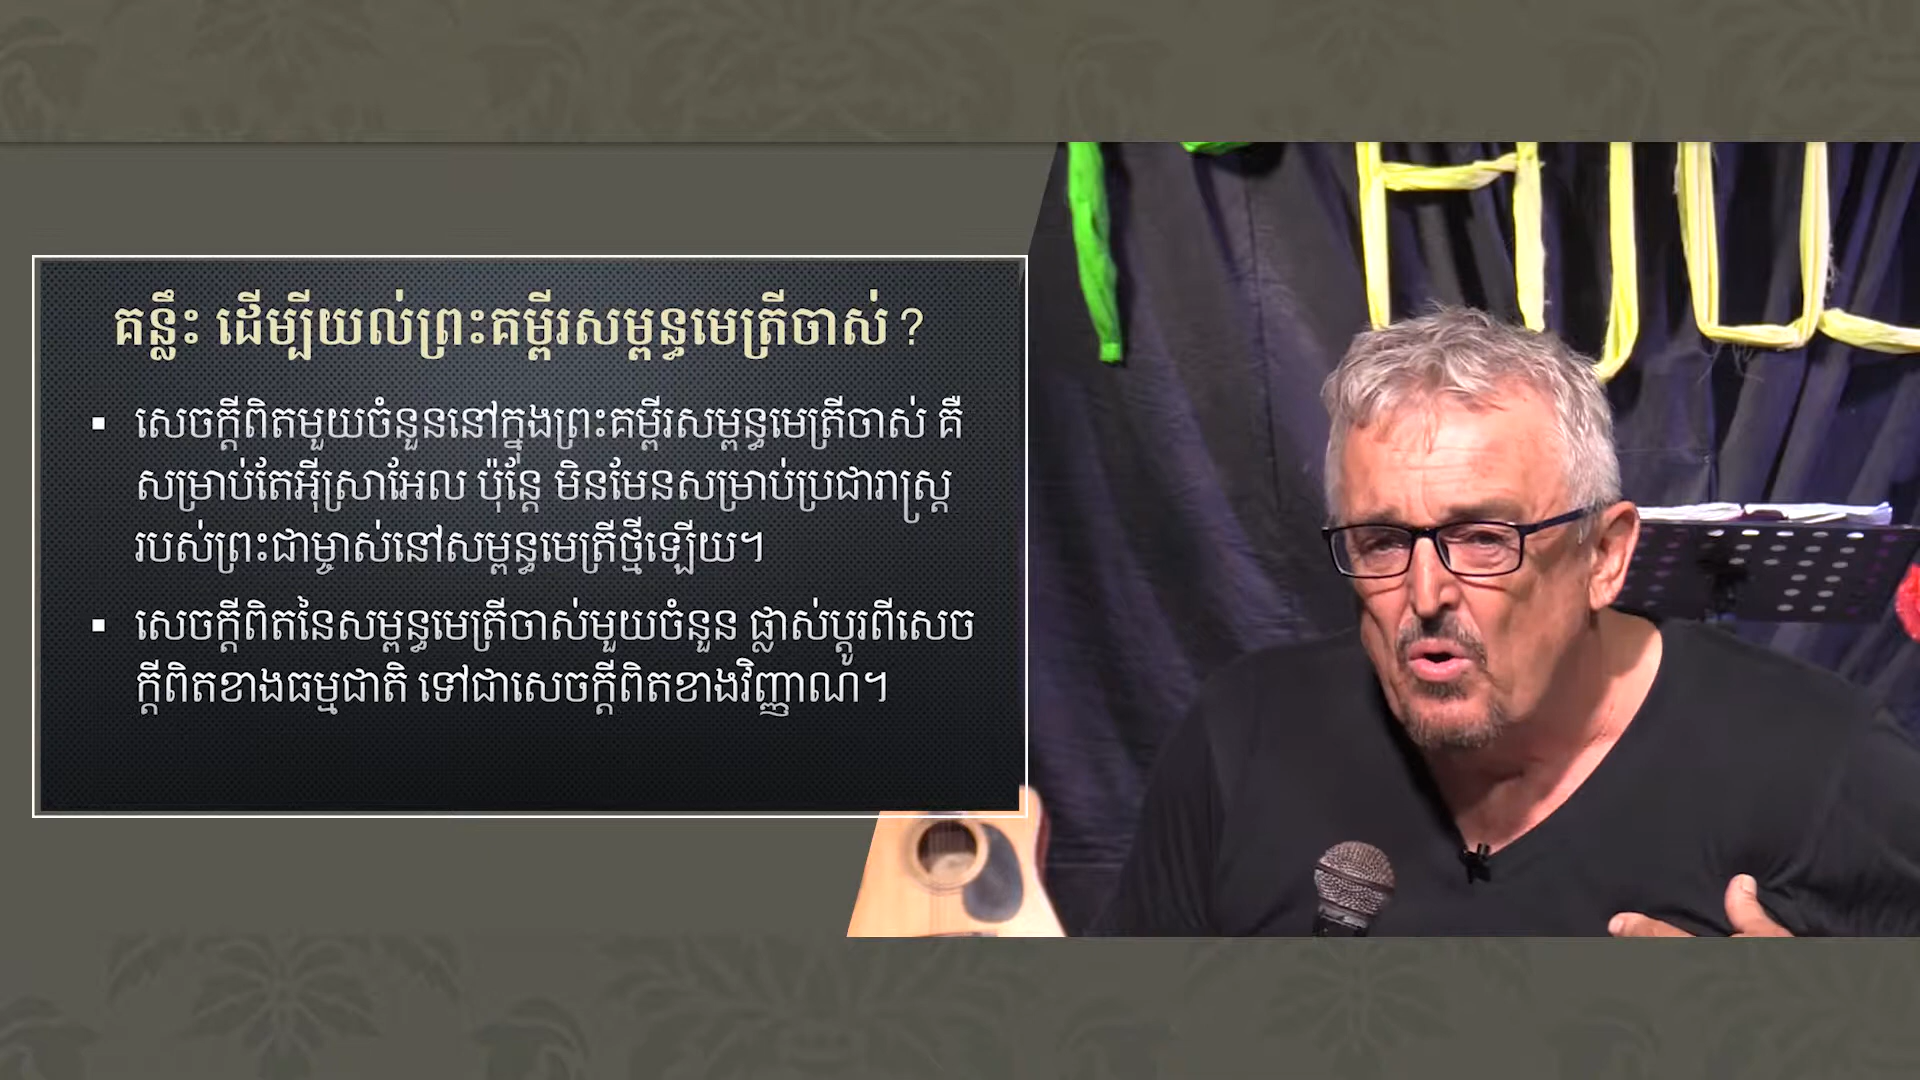 គន្លឹះ ដើម្បីយល់ព្រះគម្ពីរសម្ពន្ធមេត្រីចាស់ ?
▪ សេចក្ដីពិតមួយចំនួននៅក្នុងព្រះគម្ពីរសម្ពន្ធមេត្រីចាស់ គឺ
សម្រាប់តែអ៊ីស្រាអែល ប៉ុន្តែ មិនមែនសម្រាប់ប្រជារាស្ត្រ
របស់ព្រះជាម្ចាស់នៅសម្ពន្ធមេត្រីថ្មីឡើយ។
▪ សេចក្ដីពិតនៃសម្ពន្ធមេត្រីចាស់មួយចំនួន ផ្លាស់ប្ដូរពីសេច
ក្ដីពិតខាងធម្មជាតិ ទៅជាសេចក្ដីពិតខាងវិញ្ញាណ។